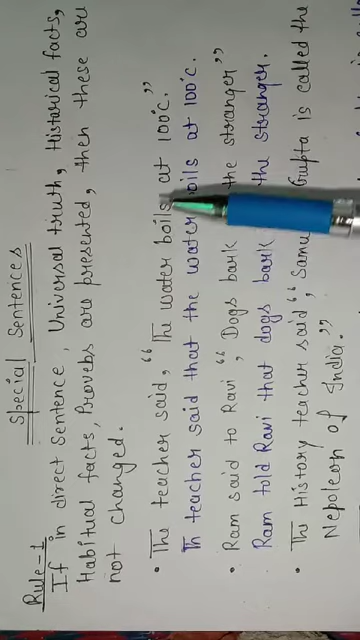 Special Sentences
Rule-1
If in direct Sentence, Universal truth, Historical facts,
Habitual facts, Proverbs are presented, then these are
not changed.
• The teacher said, "The water boils at 100°c."
Th teacher said that the water boils at 100°c.
• Ram said to Ravi "Dogs bark the stranger"
Ram told Ravi that dogs bark the stranger.
• The History teacher said "Samu Gupta is called the
Nepoleon of India."